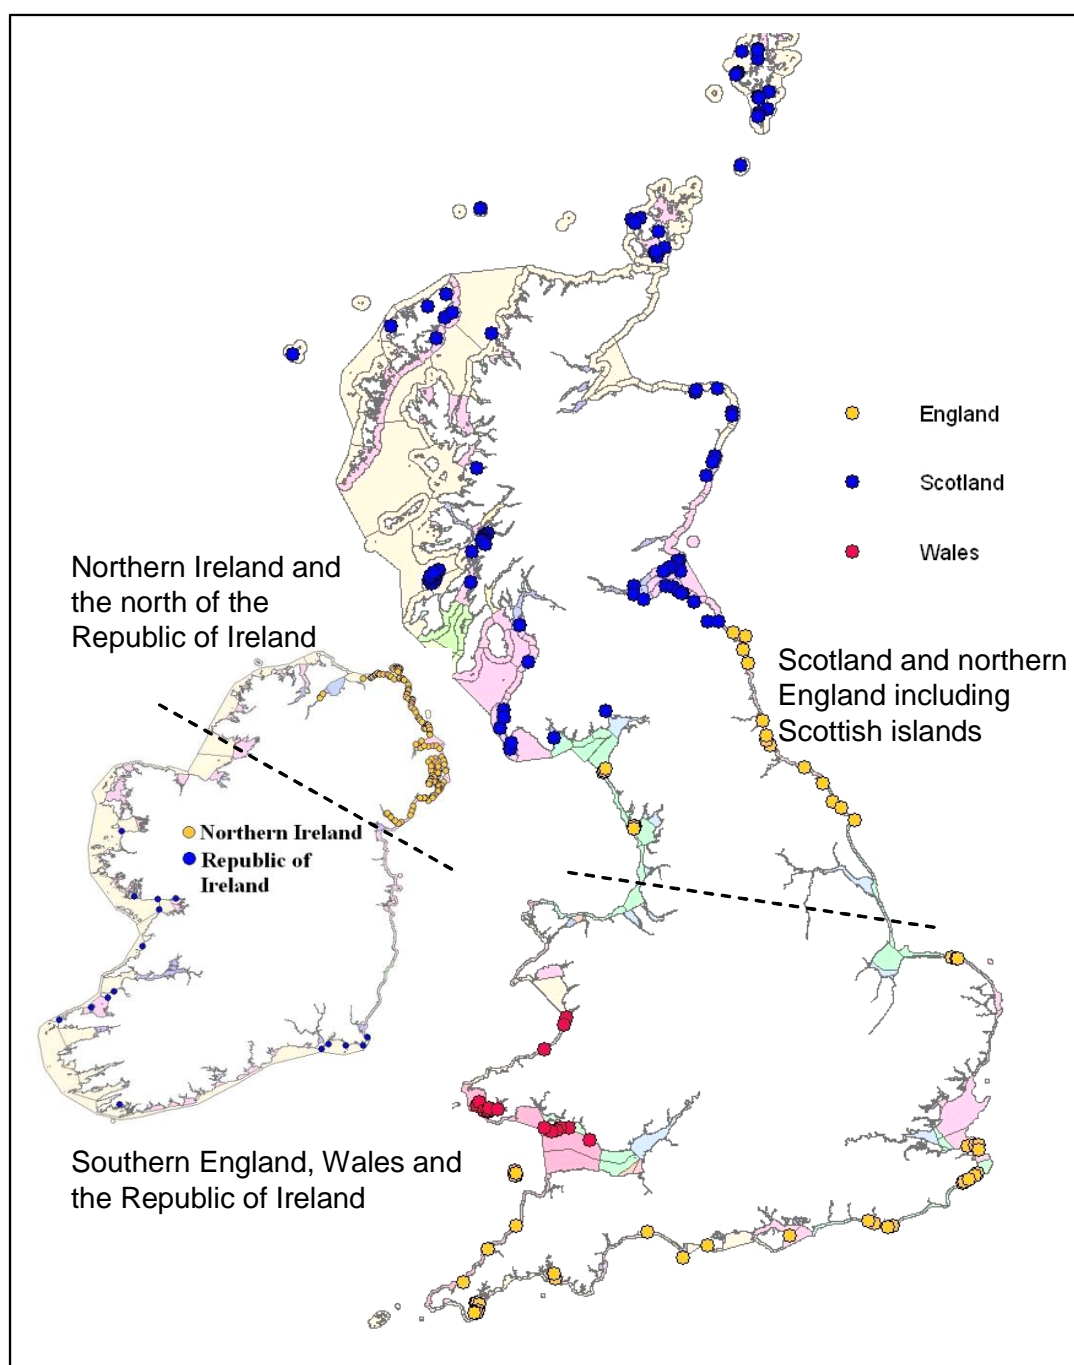 England
Scotland
Wales
Northern Ireland and
the north of the
Republic of Ireland
Scotland and northern
England including
Scottish islands
Northern Ireland
Republic of
Ireland
Southern England, Wales and
the Republic of Ireland